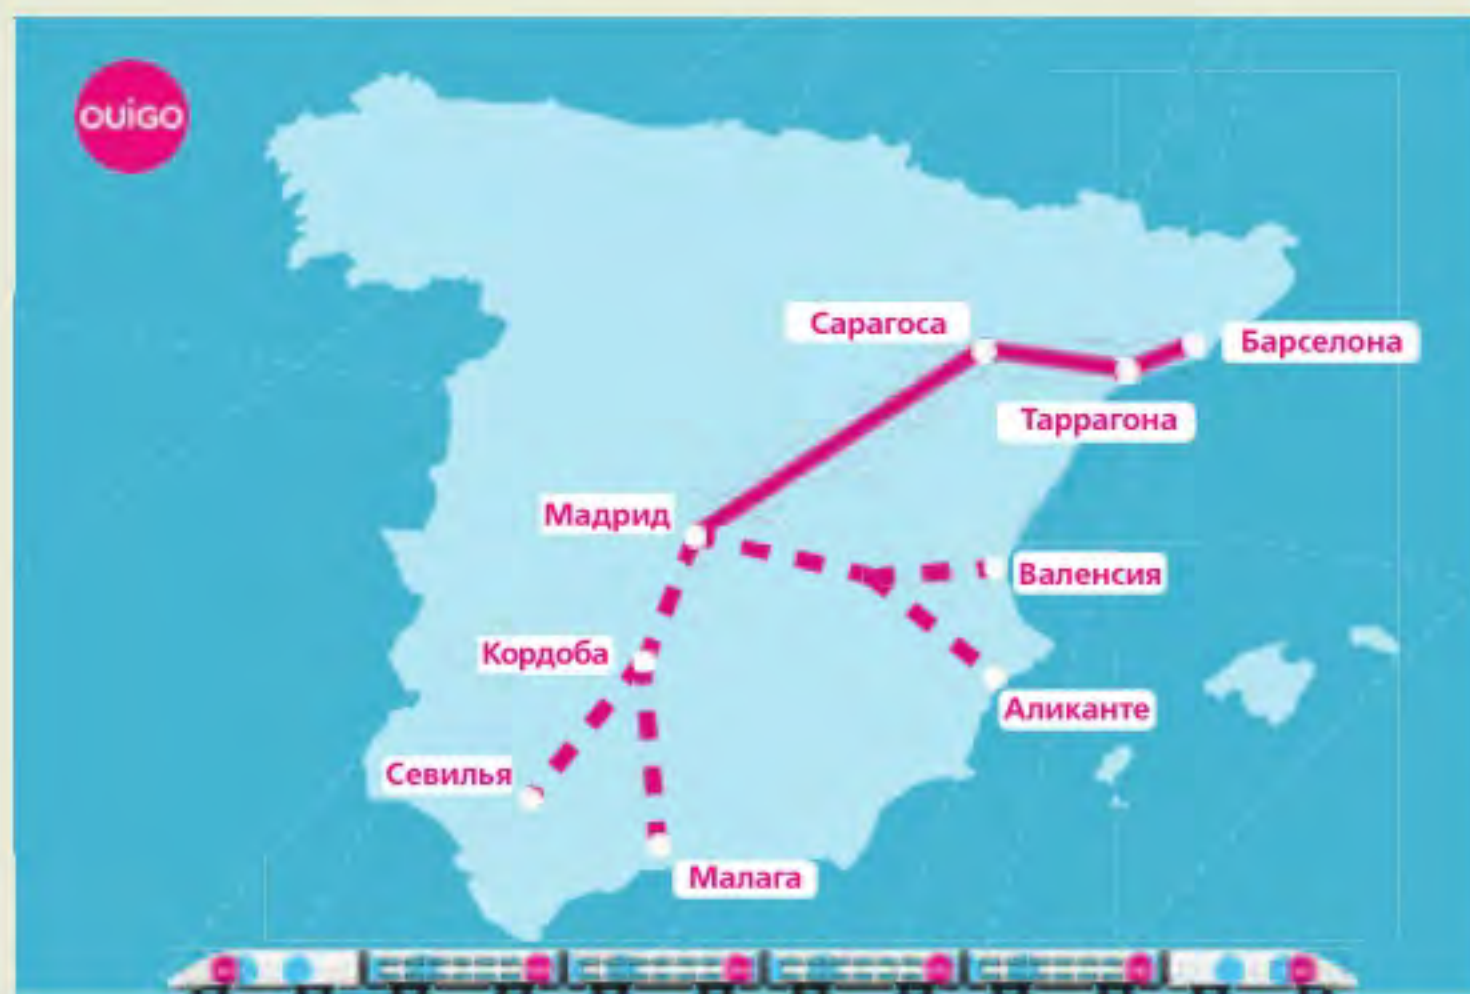 OUIGO
Сарагоса
Барселона
Таррагона
Мадрид
Валенсия
Кордоба
Аликанте
Севилья
Малага